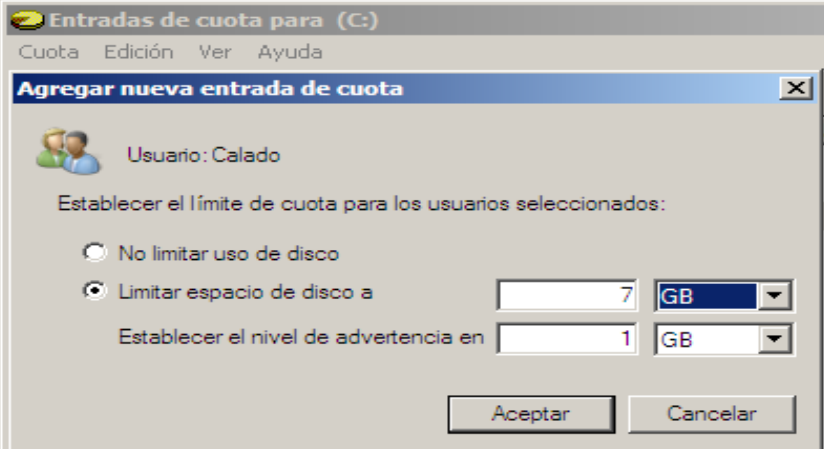 Entradas de cuota para (C:)
Cuota Edición Ver Ayuda
Agregar nueva entrada de cuota
Usuario: Calado
Establecer el límite de cuota para los usuarios seleccionados:
No limitar uso de disco
Limitar espacio de disco a 7 GB
Establecer el nivel de advertencia en 1 GB
Aceptar Cancelar